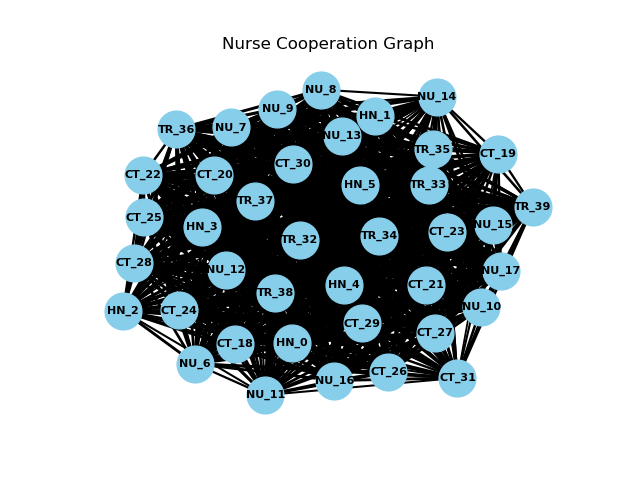 Nurse Cooperation Graph
NU_8
NU_14
NU_9
HN_1
NU_7
TR_36
NU_13
TR_35
CT_19
CT_30
CT_22
CT_20
HN_5
TR_33
TR_37
TR_39
CT_25
HN_3
NU_15
CT_23
TR_34
TR_32
CT_28
NU_12
NU_17
HN_4
CT_21
TR_38
NU_10
HN_2
CT_24
CT_29
CT_27
CT_18
HN_0
NU_6
CT_26
CT_31
NU_16
NU_11